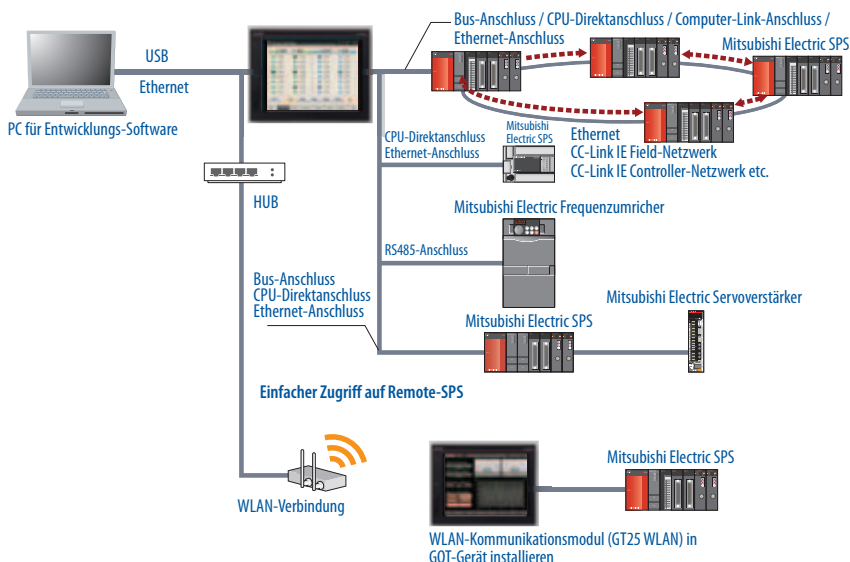 Bus-Anschluss / CPU-Direktanschluss / Computer-Link-Anschluss /
Ethernet-Anschluss
Mitsubishi Electric SPS
USB
Ethernet
PC für Entwicklungs-Software
CPU-Direktanschluss
Ethernet-Anschluss
Mitsubishi
Electric SPS
Ethernet
CC-Link IE Field-Netzwerk
CC-Link IE Controller-Netzwerk etc.
HUB
Mitsubishi Electric Frequenzumricher
RS485-Anschluss
Bus-Anschluss
CPU-Direktanschluss
Ethernet-Anschluss
Mitsubishi Electric SPS
Mitsubishi Electric Servoverstärker
Einfacher Zugriff auf Remote-SPS
WLAN-Verbindung
Mitsubishi Electric SPS
WLAN-Kommunikationsmodul (GT25 WLAN) in
GOT-Gerät installieren